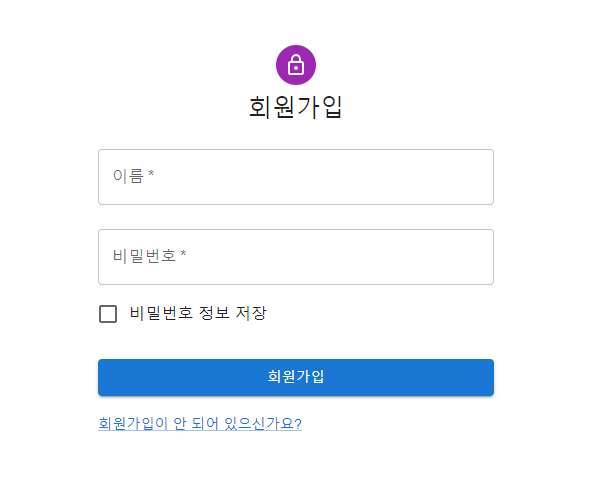 회원가입
이름 *
비밀번호 *
비밀번호 정보 저장
회원가입
회원가입이 안 되어 있으신가요?